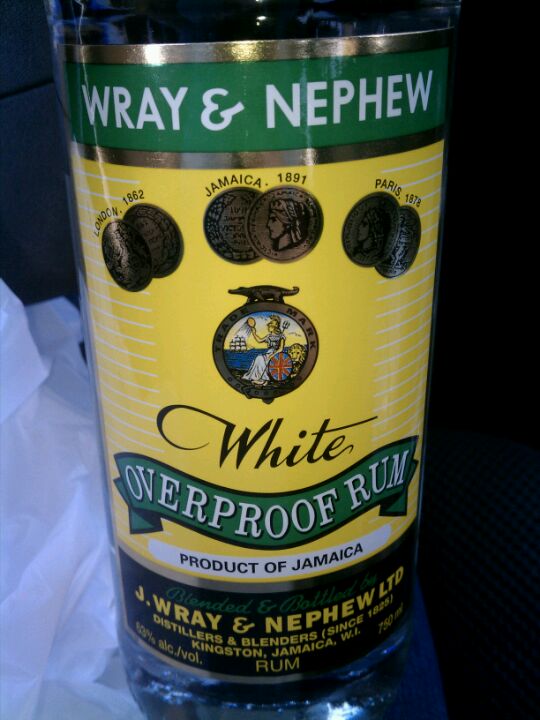 WRAY & NEPHEW
LONDON. 1862
JAMAICA. 1891
PARIS. 1878
TRADE MARK
White
OVERPROOF RUM
PRODUCT OF JAMAICA
Blended & Bottled by
J. WRAY & NEPHEW LTD
DISTILLERS & BLENDERS (SINCE 1825)
KINGSTON, JAMAICA, W.I.
63% alc./vol.
750 ml
RUM